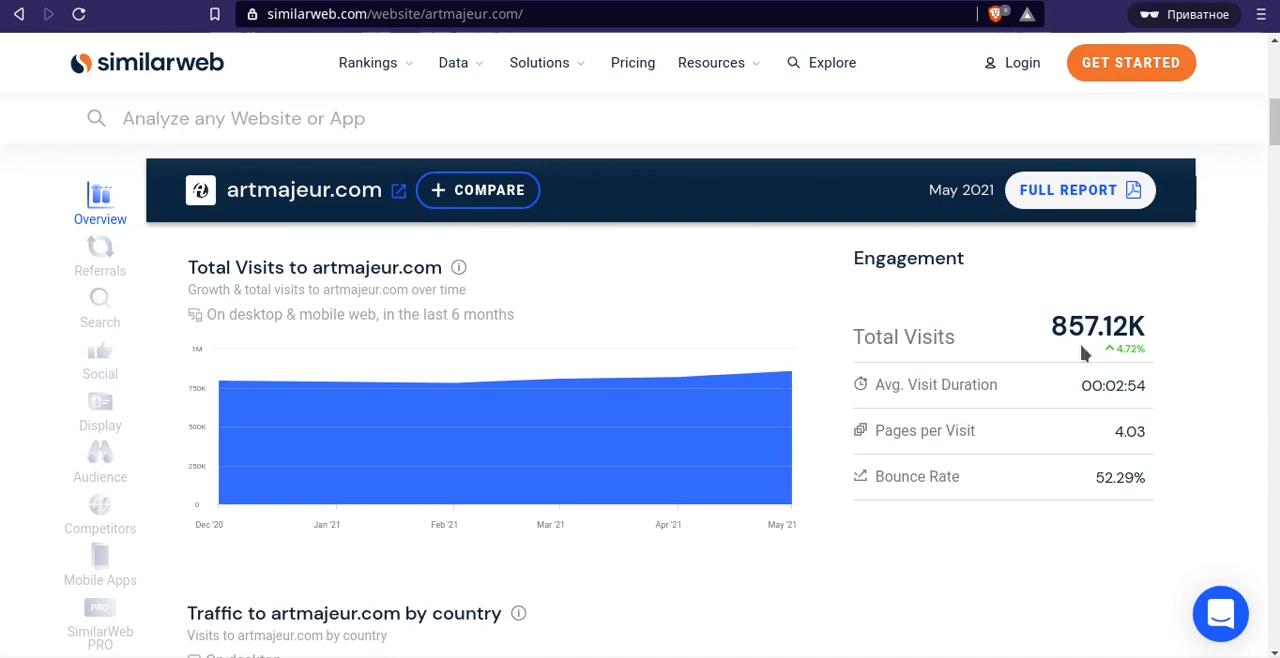 similarweb.com/website/artmajeur.com/
9
Приватное
similarweb
Rankings
Data
Solutions
Pricing
Resources
Explore
Login
GET STARTED
Analyze any Website or App
artmajeur.com
+ COMPARE
May 2021
FULL REPORT
Overview
Referrals
Search
Social
Display
Audience
Competitors
Mobile Apps
PRO
SimilarWeb
PRO
Total Visits to artmajeur.com
Growth & total visits to artmajeur.com over time
On desktop & mobile web, in the last 6 months
1M
750K
500K
250K
0
Dec '20
Jan '21
Feb '21
Mar '21
Apr '21
May '21
Engagement
Total Visits
857.12K
4.72%
Avg. Visit Duration
00:02:54
Pages per Visit
4.03
Bounce Rate
52.29%
Traffic to artmajeur.com by country
Visits to artmajeur.com by country
On desktop